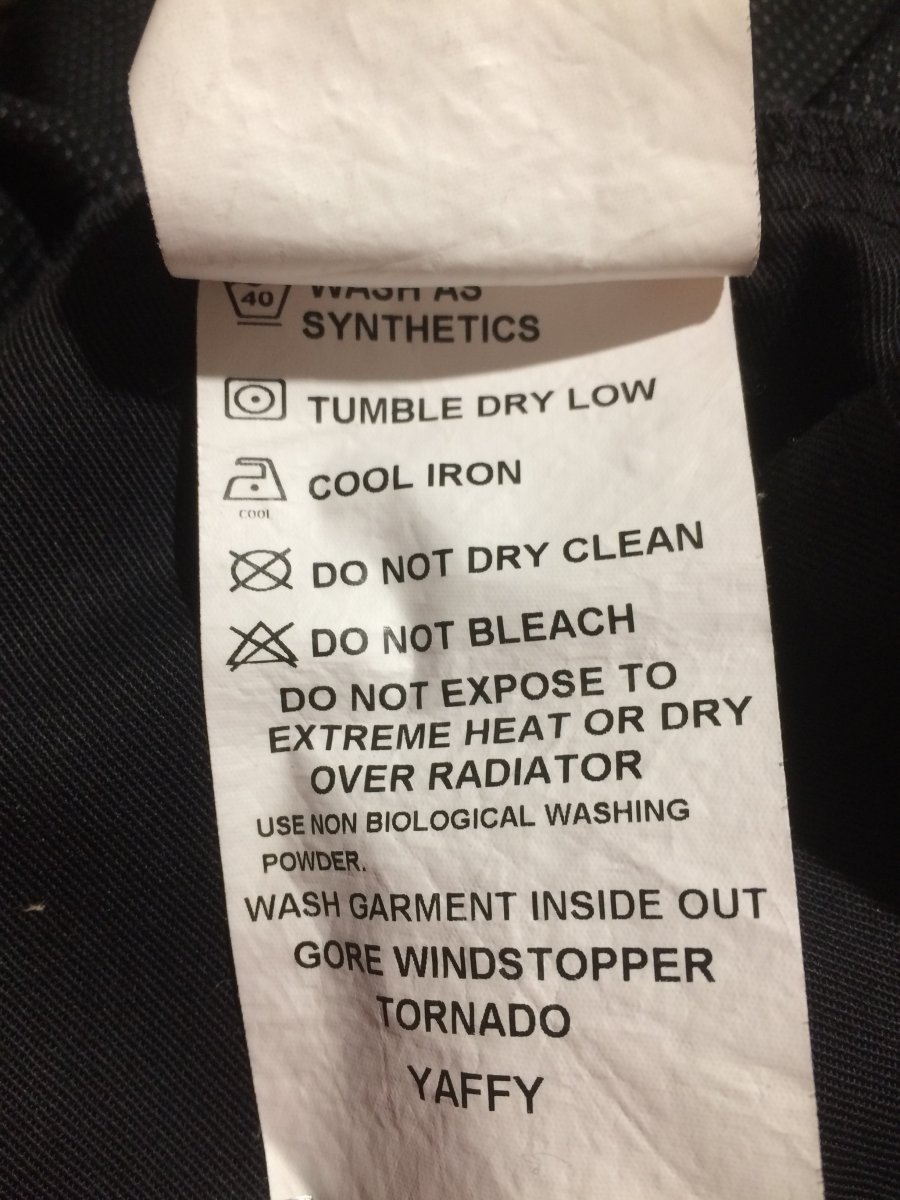 40 WASH AS
SYNTHETICS
TUMBLE DRY LOW
COOL IRON
COOL
DO NOT DRY CLEAN
DO NOT BLEACH
DO NOT EXPOSE TO
EXTREME HEAT OR DRY
OVER RADIATOR
USE NON BIOLOGICAL WASHING
POWDER.
WASH GARMENT INSIDE OUT
GORE WINDSTOPPER
TORNADO
YAFFY